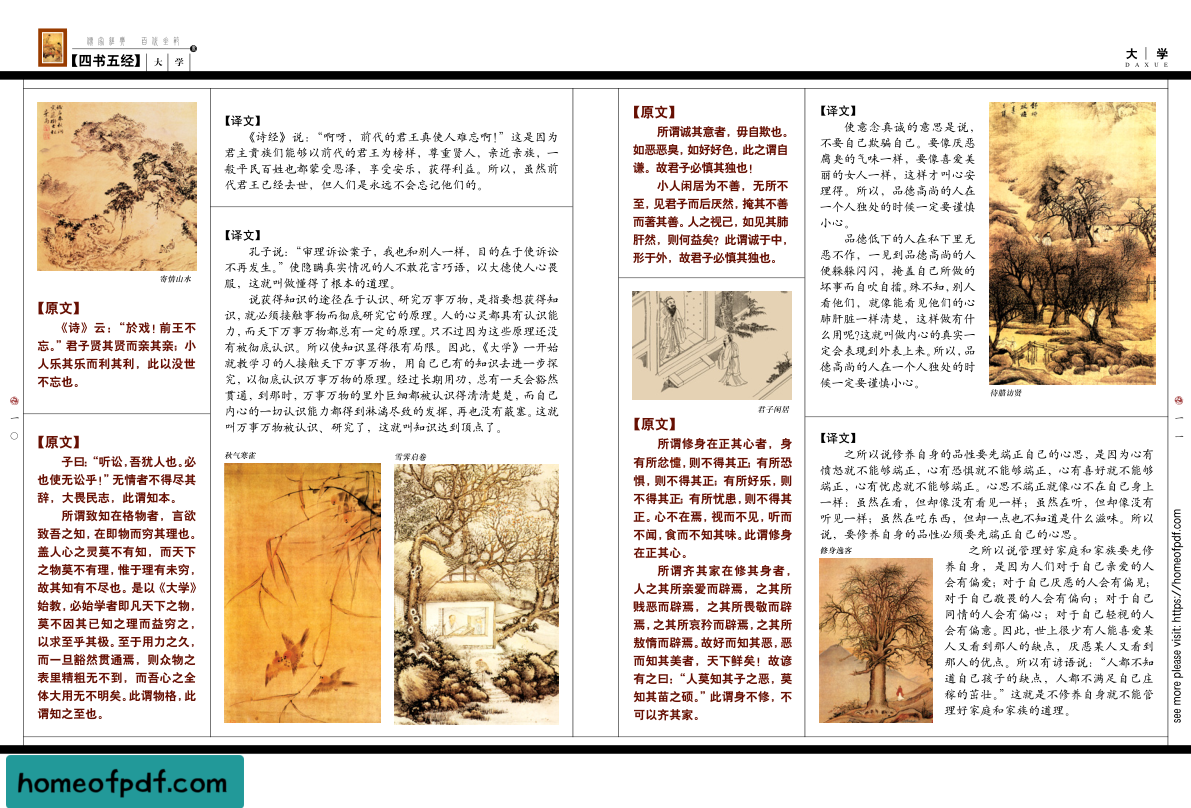 【四书五经】 大 学
大 学
DAXUE
寄情山水
【原文】
《诗》云：“於戏！前王不
忘。”君子贤其贤而亲其亲；小
人乐其乐而利其利，此以没世
不忘也。
【原文】
子曰：“听讼，吾犹人也。必
也使无讼乎！”无情者不得尽其
辞，大畏民志，此谓知本。
所谓致知在格物者，言欲
致吾之知，在即物而穷其理也。
盖人心之灵莫不有知，而天下
之物莫不有理，惟于理有未穷，
故其知有不尽也。是以《大学》
始教，必始学者即凡天下之物，
莫不因其已知之理而益穷之，
以求至乎其极。至于用力之久，
而一旦豁然贯通焉，则众物之
表里精粗无不到，而吾心之全
体大用无不明矣。此谓物格，此
谓知之至也。
一〇
【译文】
《诗经》说：“啊呀，前代的君王真使人难忘啊！”这是因为
君主贵族们能够以前代的君王为榜样，尊重贤人，亲近亲族，一
般平民百姓也都蒙受恩泽，享受安乐，获得利益。所以，虽然前
代君王已经去世，但人们是永远不会忘记他们的。
【译文】
孔子说：“审理诉讼案子，我也和别人一样，目的在于使诉讼
不再发生。”使隐瞒真实情况的人不敢花言巧语，以大德使人心畏
服，这就叫做懂得了根本的道理。
说获得知识的途径在于认识、研究万事万物，是指要想获得知
识，就必须接触事物而彻底研究它的原理。人的心灵都具有认识能
力，而天下万事万物都总有一定的原理。只不过因为这些原理还没
有被彻底认识。所以使知识显得很有局限。因此，《大学》一开始
就教学习的人接触天下万事万物，用自己已有的知识去进一步探
究，以彻底认识万事万物的原理。经过长期用功，总有一天会豁然
贯通，到那时，万事万物的里外巨细都被认识得清清楚楚，而自己
内心的一切认识能力都得到淋漓尽致的发挥，再也没有蔽塞。这就
叫万事万物被认识、研究了，这就叫知识达到顶点了。
秋气寒雀
雪霁启卷
【原文】
所谓诚其意者，毋自欺也。
如恶恶臭，如好好色，此之谓自
谦。故君子必慎其独也！
小人闲居为不善，无所不
至，见君子而后厌然，掩其不善
而著其善。人之视己，如见其肺
肝然，则何益矣？此谓诚于中，
形于外，故君子必慎其独也。
君子闲居
【原文】
所谓修身在正其心者，身
有所忿懥，则不得其正；有所恐
惧，则不得其正；有所好乐，则
不得其正；有所忧患，则不得其
正。心不在焉，视而不见，听而
不闻，食而不知其味。此谓修身
在正其心。
所谓齐其家在修其身者，
人之其所亲爱而辟焉，之其所
贱恶而辟焉，之其所畏敬而辟
焉，之其所哀矜而辟焉，之其所
敖惰而辟焉。故好而知其恶，恶
而知其美者，天下鲜矣！故谚
有之曰：“人莫知其子之恶，莫
知其苗之硕。”此谓身不修，不
可以齐其家。
【译文】
使意念真诚的意思是说，
不要自己欺骗自己。要像厌恶
腐臭的气味一样，要像喜爱美
丽的女人一样，这样才叫心安
理得。所以，品德高尚的人在
一个人独处的时候一定要谨慎
小心。
品德低下的人在私下里无
恶不作，一见到品德高尚的人
便躲躲闪闪，掩盖自己所做的
坏事而自吹自擂。殊不知，别人
看他们，就像能看见他们的心
肺肝脏一样清楚，这样做有什
么用呢?这就叫做内心的真实一
定会表现到外表上来。所以，品
德高尚的人在一个人独处的时
候一定要谨慎小心。
待船访贤
【译文】
之所以说修养自身的品性要先端正自己的心思，是因为心有
愤怒就不能够端正，心有恐惧就不能够端正，心有喜好就不能够
端正，心有忧虑就不能够端正。心思不端正就像心不在自己身上
一样：虽然在看，但却像没有看见一样；虽然在听，但却像没有
听见一样；虽然在吃东西，但却一点也不知道是什么滋味。所以
说，要修养自身的品性必须要先端正自己的心思。
修身逸客
之所以说管理好家庭和家族要先修
养自身，是因为人们对于自己亲爱的人
会有偏爱；对于自己厌恶的人会有偏见；
对于自己敬畏的人会有偏向；对于自己
同情的人会有偏心；对于自己轻视的人
会有偏意。因此，世上很少有人能喜爱某
人又看到那人的缺点，厌恶某人又看到
那人的优点。所以有谚语说：“人都不知
道自己孩子的缺点，人都不满足自己庄
稼的茁壮。”这就是不修养自身就不能管
理好家庭和家族的道理。
一一
see more please visit: https://homeofpdf.com
homeofpdf.com